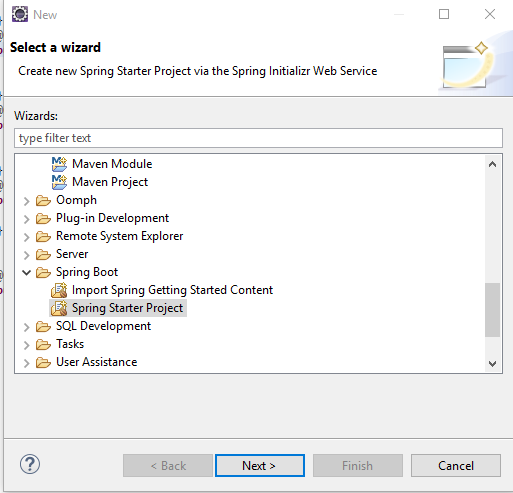 New
Select a wizard
Create new Spring Starter Project via the Spring Initializr Web Service
Wizards:
type filter text
Maven Module
Maven Project
Oomph
Plug-in Development
Remote System Explorer
Server
Spring Boot
Import Spring Getting Started Content
Spring Starter Project
SQL Development
Tasks
User Assistance
? < Back Next > Finish Cancel